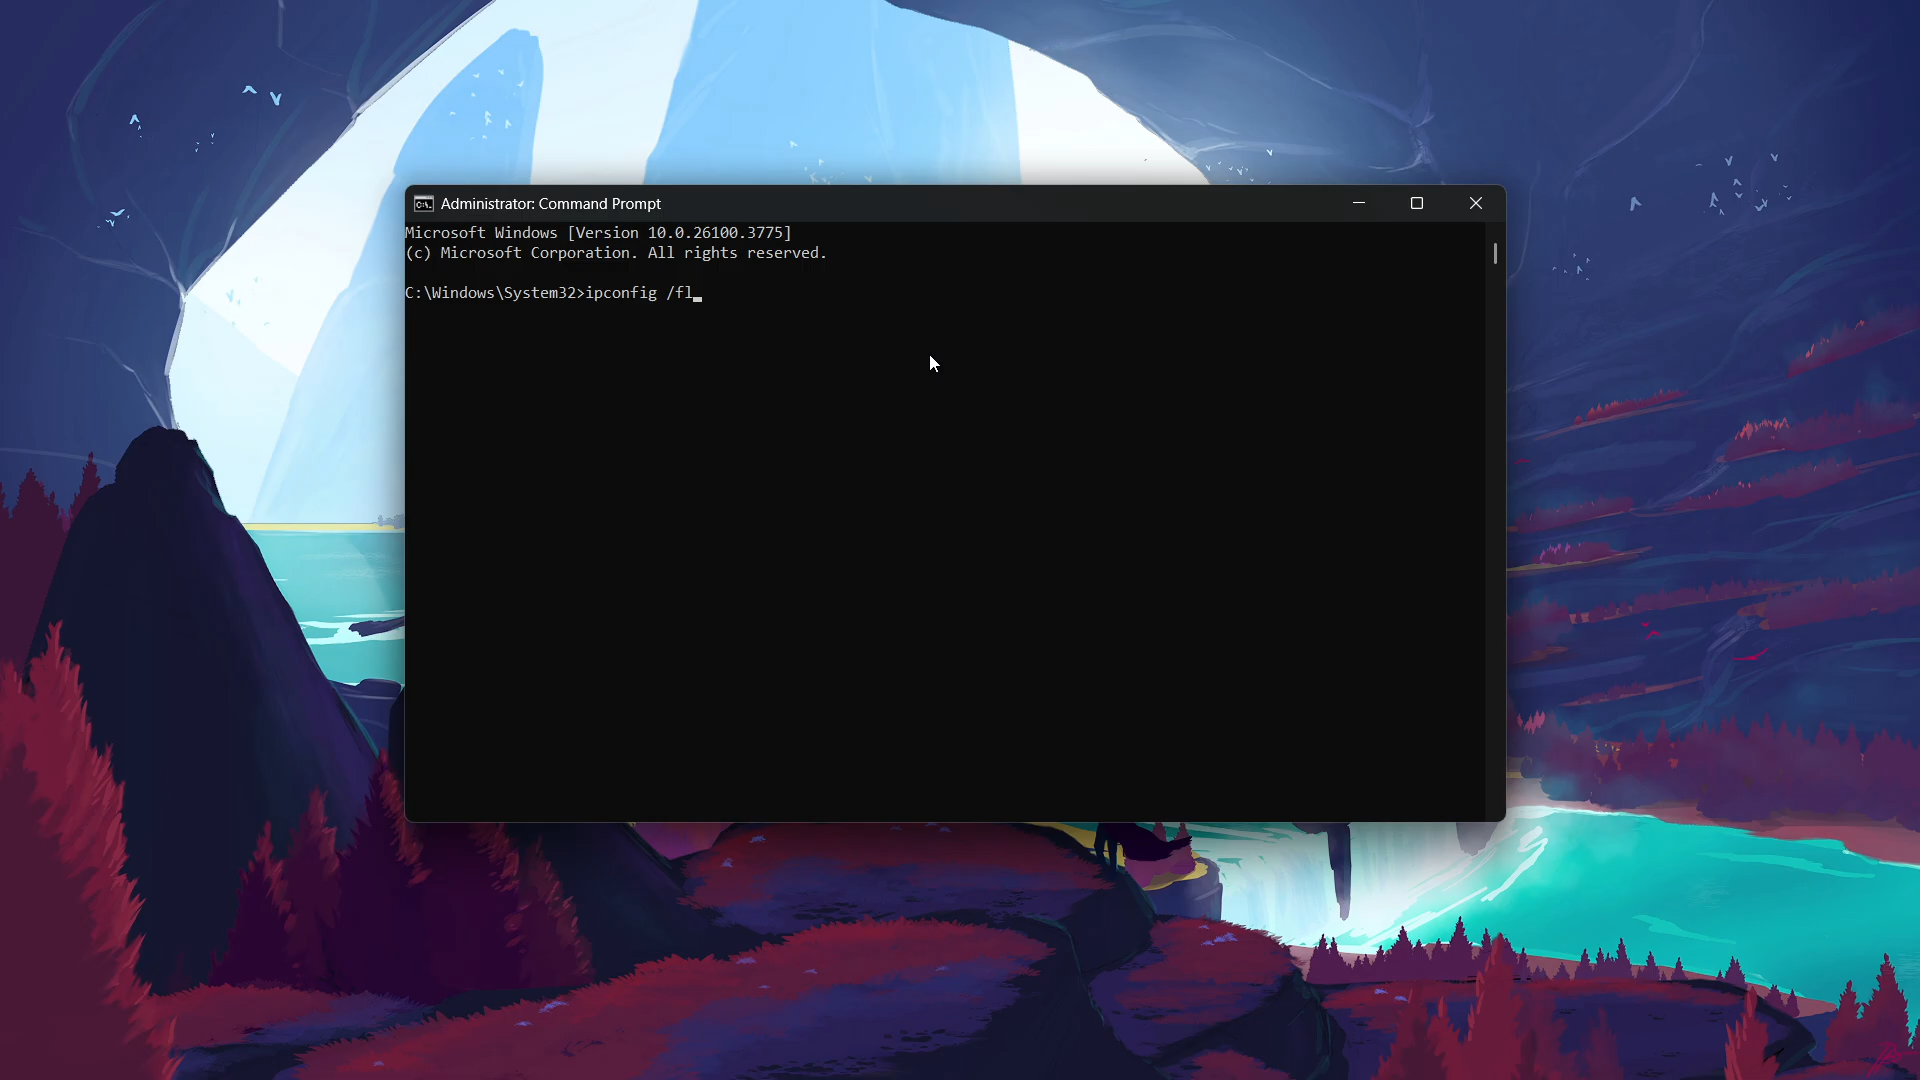 Administrator: Command Prompt
Microsoft Windows [Version 10.0.26100.3775]
(c) Microsoft Corporation. All rights reserved.
C:\Windows\System32>ipconfig /fl